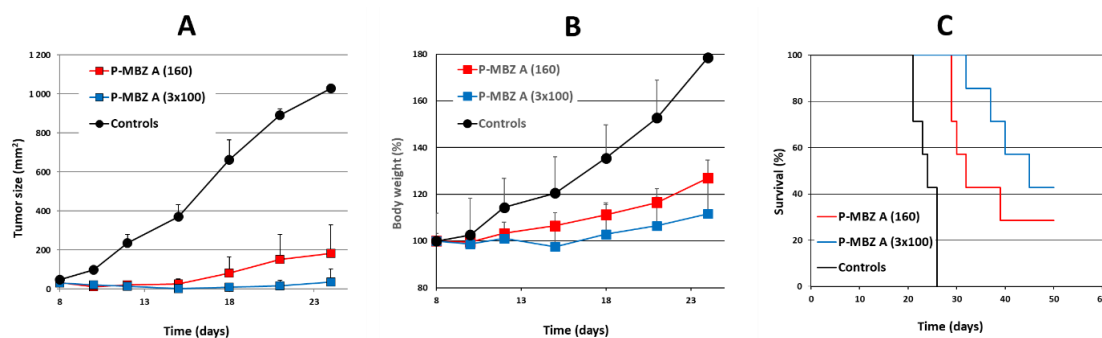 A
Tumor size (mm²)
1 200
1 000
800
600
400
200
0
8
13
18
23
P-MBZ A (160)
P-MBZ A (3x100)
Controls
Time (days)
B
Body weight (%)
180
160
140
120
100
80
8
13
18
23
P-MBZ A (160)
P-MBZ A (3x100)
Controls
Time (days)
C
Survival (%)
100
80
60
40
20
0
0
10
20
30
40
50
60
P-MBZ A (160)
P-MBZ A (3x100)
Controls
Time (days)